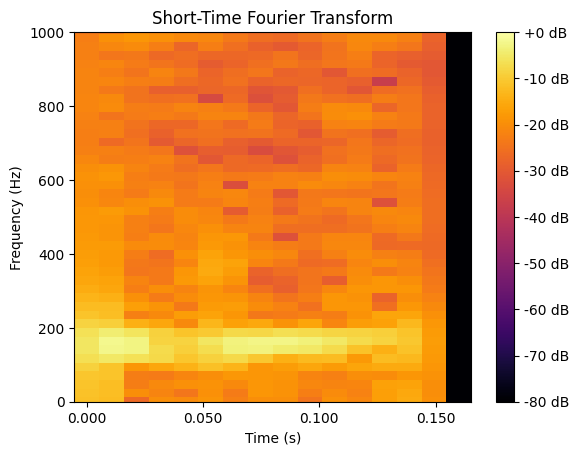 Short-Time Fourier Transform
1000
800
600
400
200
0
Frequency (Hz)
0.000
0.050
0.100
0.150
Time (s)
+0 dB
-10 dB
-20 dB
-30 dB
-40 dB
-50 dB
-60 dB
-70 dB
-80 dB